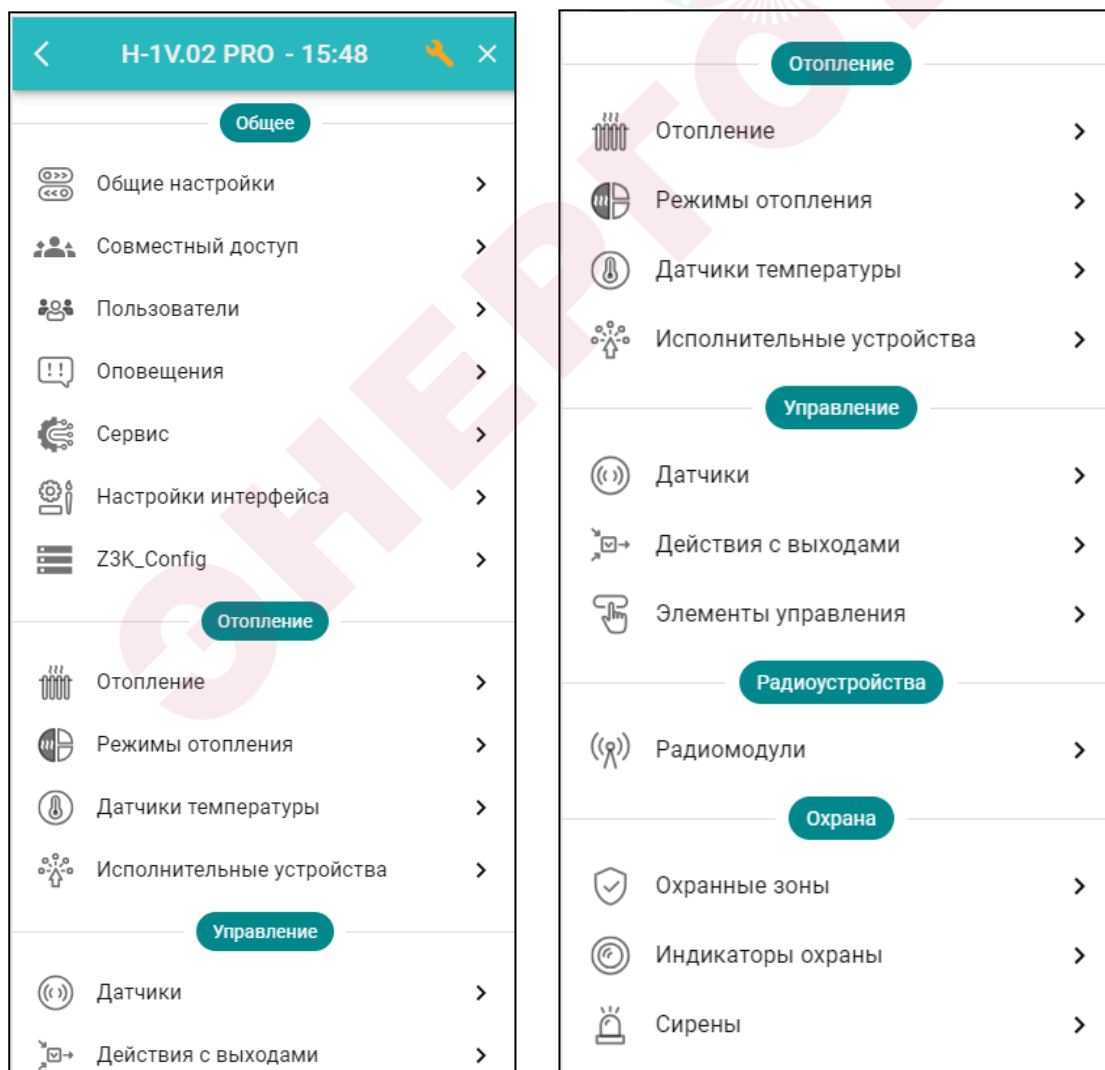 H-1V.02 PRO - 15:48
Общее
Общие настройки
Совместный доступ
Пользователи
Оповещения
Сервис
Настройки интерфейса
Z3K_Config
Отопление
Отопление
Режимы отопления
Датчики температуры
Исполнительные устройства
Управление
Датчики
Действия с выходами
Отопление
Отопление
Режимы отопления
Датчики температуры
Исполнительные устройства
Управление
Датчики
Действия с выходами
Элементы управления
Радиоустройства
Радиомодули
Охрана
Охранные зоны
Индикаторы охраны
Сирены
ЭНЕРГО